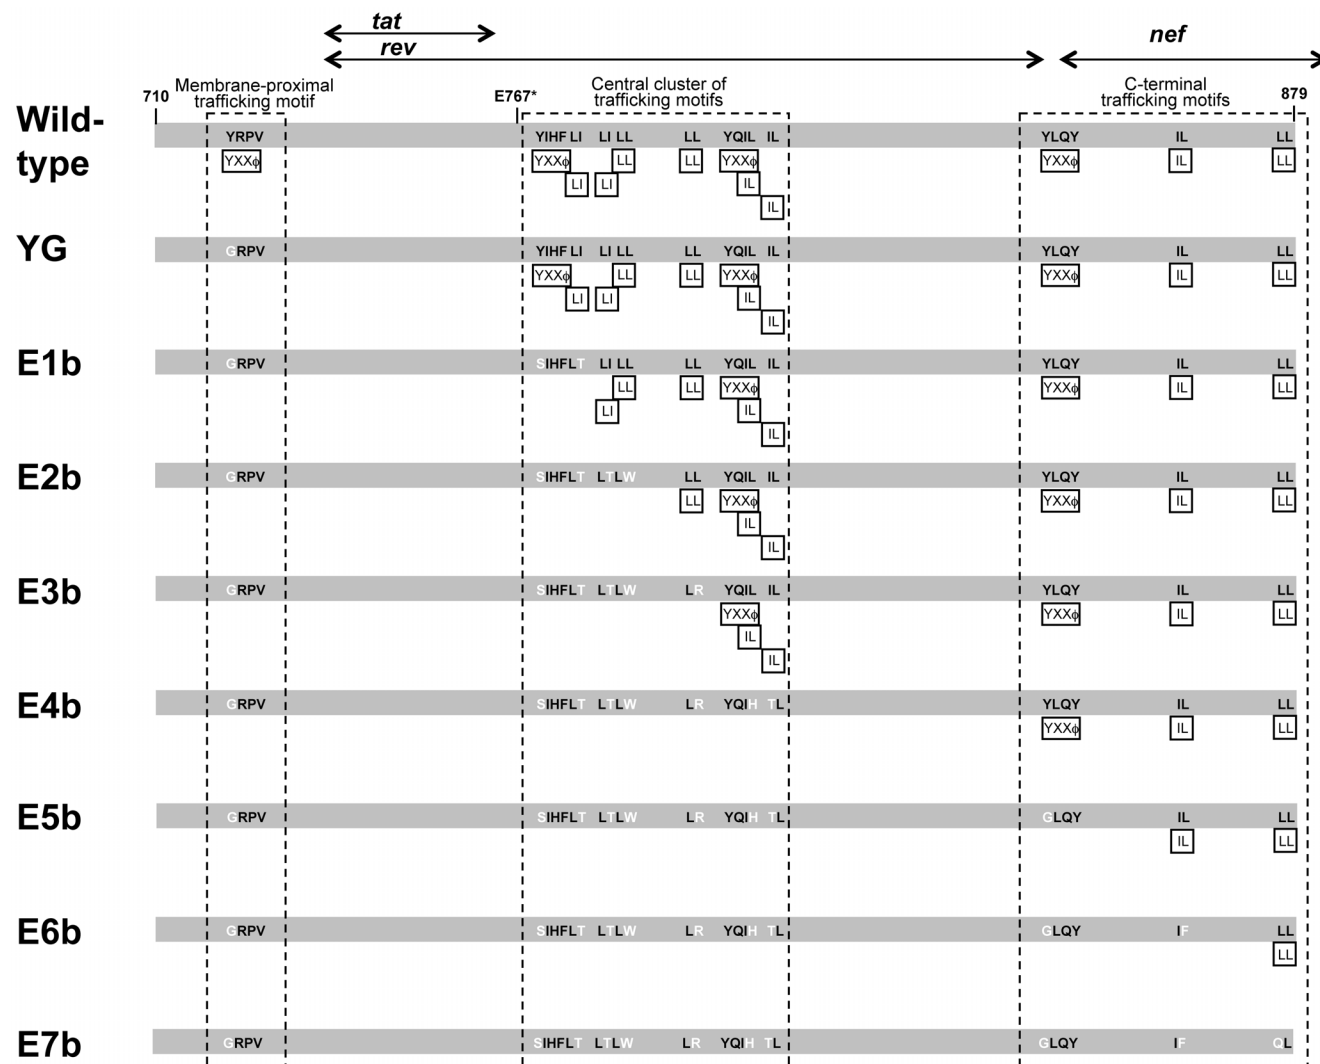 tat
rev
nef
Membrane-proximal
trafficking motif
Central cluster of
trafficking motifs
C-terminal
trafficking motifs
710 E767* 879
Wild-
type
YRPV YIHF LI LI LL LL YQIL IL YLQY IL LL
YXXϕ YXXϕ LL LL YXXϕ YXXϕ IL LL
LI LI IL
IL
YG
GRPV YIHF LI LI LL LL YQIL IL YLQY IL LL
YXXϕ LL LL YXXϕ YXXϕ IL LL
LI LI IL
IL
E1b
GRPV SIHFLT LI LL LL YQIL IL YLQY IL LL
LL LL YXXϕ YXXϕ IL LL
LI IL
IL
E2b
GRPV SIHFLT LTLW LL YQIL IL YLQY IL LL
LL YXXϕ YXXϕ IL LL
IL
IL
E3b
GRPV SIHFLT LTLW LR YQIL IL YLQY IL LL
YXXϕ YXXϕ IL LL
IL
IL
E4b
GRPV SIHFLT LTLW LR YQIH TL YLQY IL LL
YXXϕ IL LL
E5b
GRPV SIHFLT LTLW LR YQIH TL GLQY IL LL
IL LL
E6b
GRPV SIHFLT LTLW LR YQIH TL GLQY IF LL
LL
E7b
GRPV SIHFLT LTLW LR YQIH TL GLQY IF QL